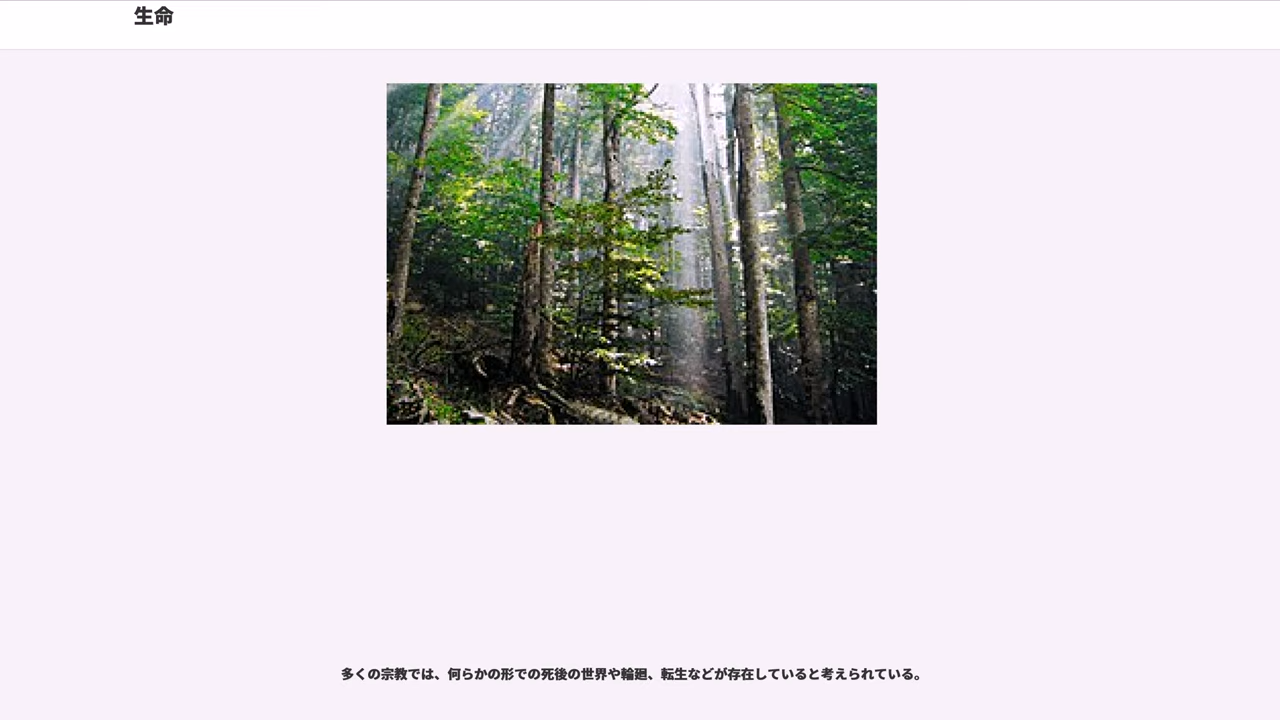 生命
多くの宗教では、何らかの形での死後の世界や輪廻、転生などが存在していると考えられている。